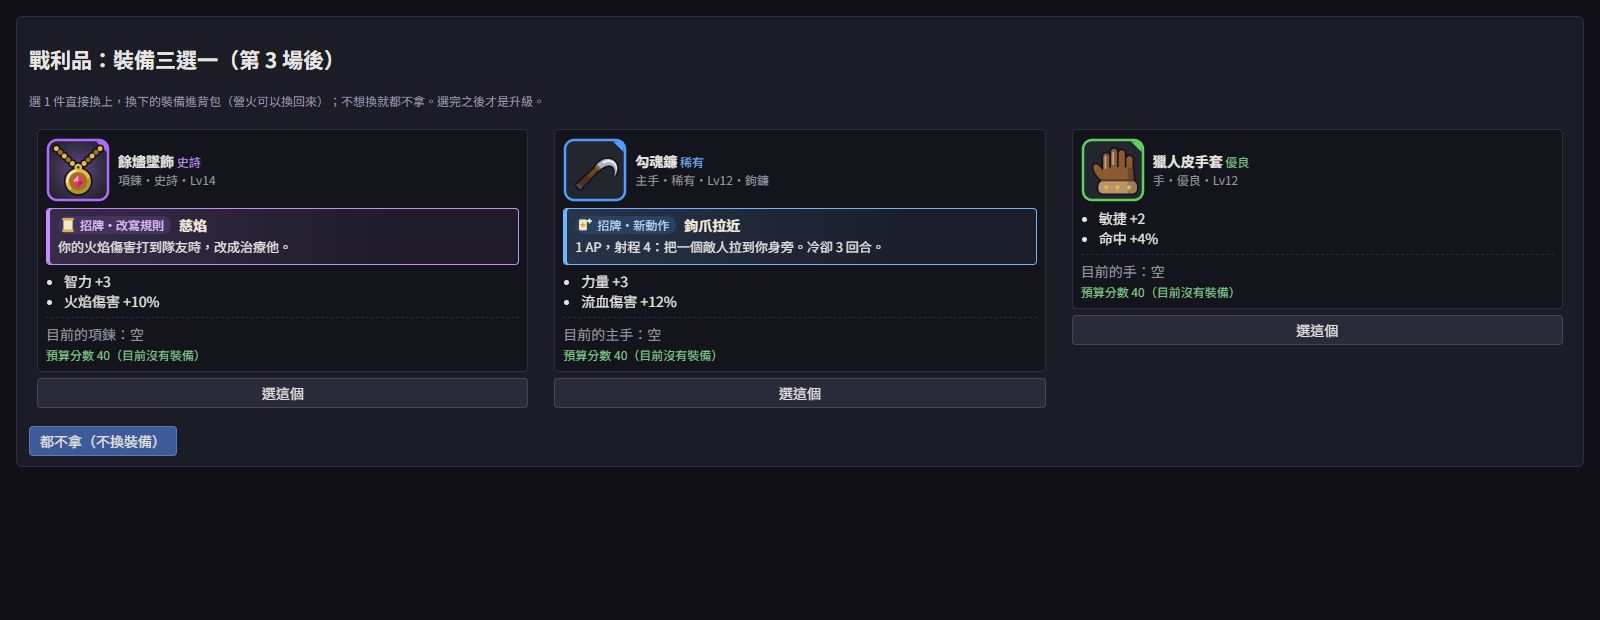 戰利品：裝備三選一（第 3 場後）
選 1 件直接換上，換下的裝備進背包（營火可以換回來）；不想換就都不拿。選完之後才是升級。
餘燼墜飾 史詩
項鍊・史詩・Lv14
招牌・改寫規則 慈焰
你的火焰傷害打到隊友時，改成治療他。
智力 +3
火焰傷害 +10%
目前的項鍊：空
預算分數 40（目前沒有裝備）
選這個
勾魂鐮 稀有
主手・稀有・Lv12・鉤鐮
招牌・新動作 鉤爪拉近
1 AP，射程 4：把一個敵人拉到你身旁。冷卻 3 回合。
力量 +3
流血傷害 +12%
目前的主手：空
預算分數 40（目前沒有裝備）
選這個
獵人皮手套 優良
手・優良・Lv12
敏捷 +2
命中 +4%
目前的手：空
預算分數 40（目前沒有裝備）
選這個
都不拿（不換裝備）